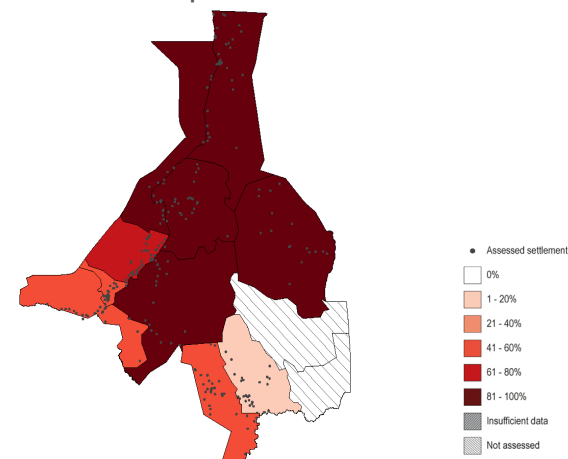 Assessed settlement
0%
1 - 20%
21 - 40%
41 - 60%
61 - 80%
81 - 100%
Insufficient data
Not assessed